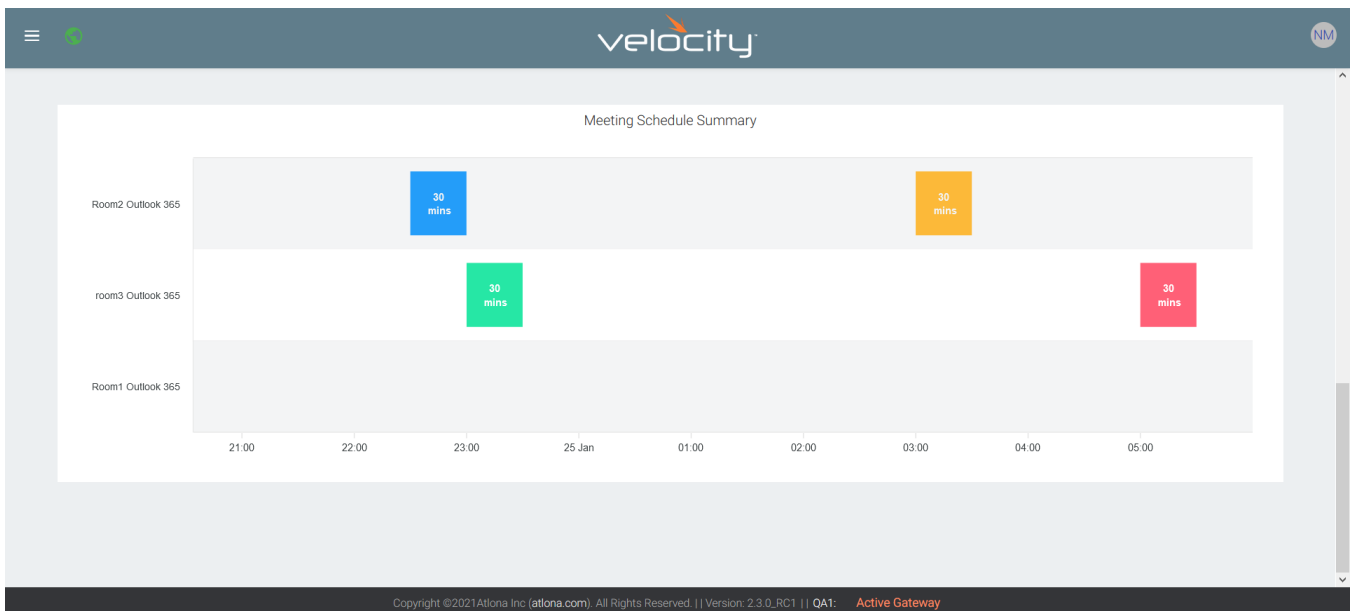 velocity
NM
Meeting Schedule Summary
Room2 Outlook 365
30
mins
30
mins
room3 Outlook 365
30
mins
30
mins
Room1 Outlook 365
21:00 22:00 23:00 25 Jan 01:00 02:00 03:00 04:00 05:00
Copyright ©2021Atlona Inc (atlona.com). All Rights Reserved. | | Version: 2.3.0_RC1 | | QA1: Active Gateway